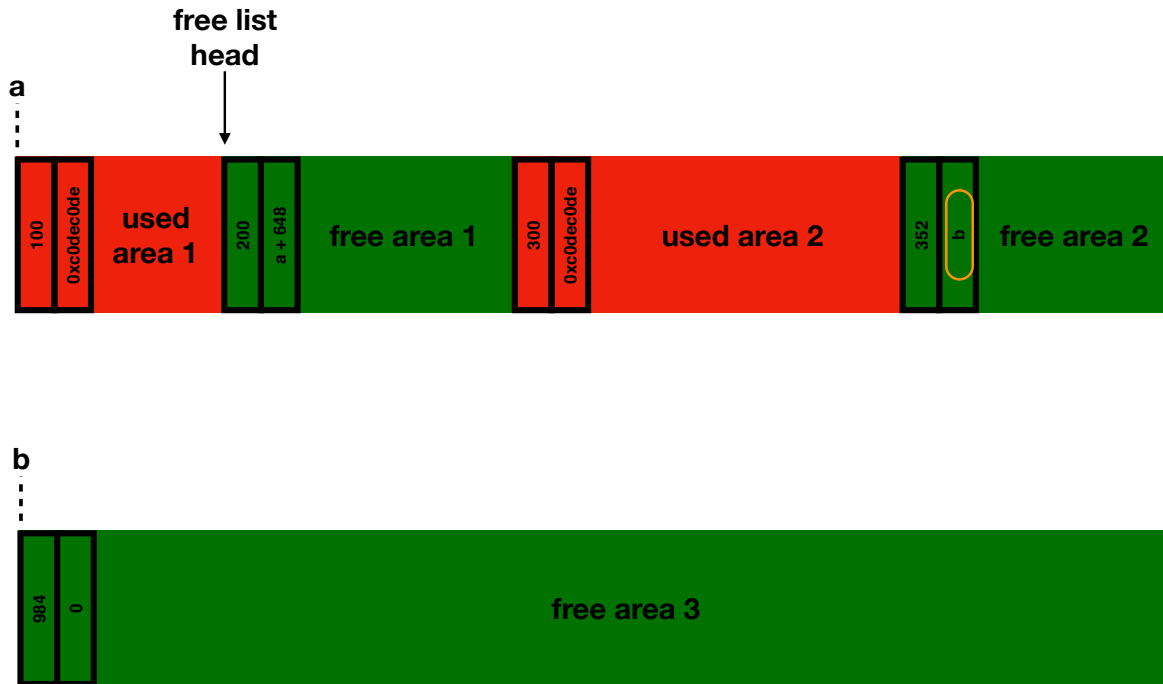 free list
head
a
100
0xc0dec0de
used
area 1
200
a + 648
free area 1
300
0xc0dec0de
used area 2
352
b
free area 2
b
984
0
free area 3